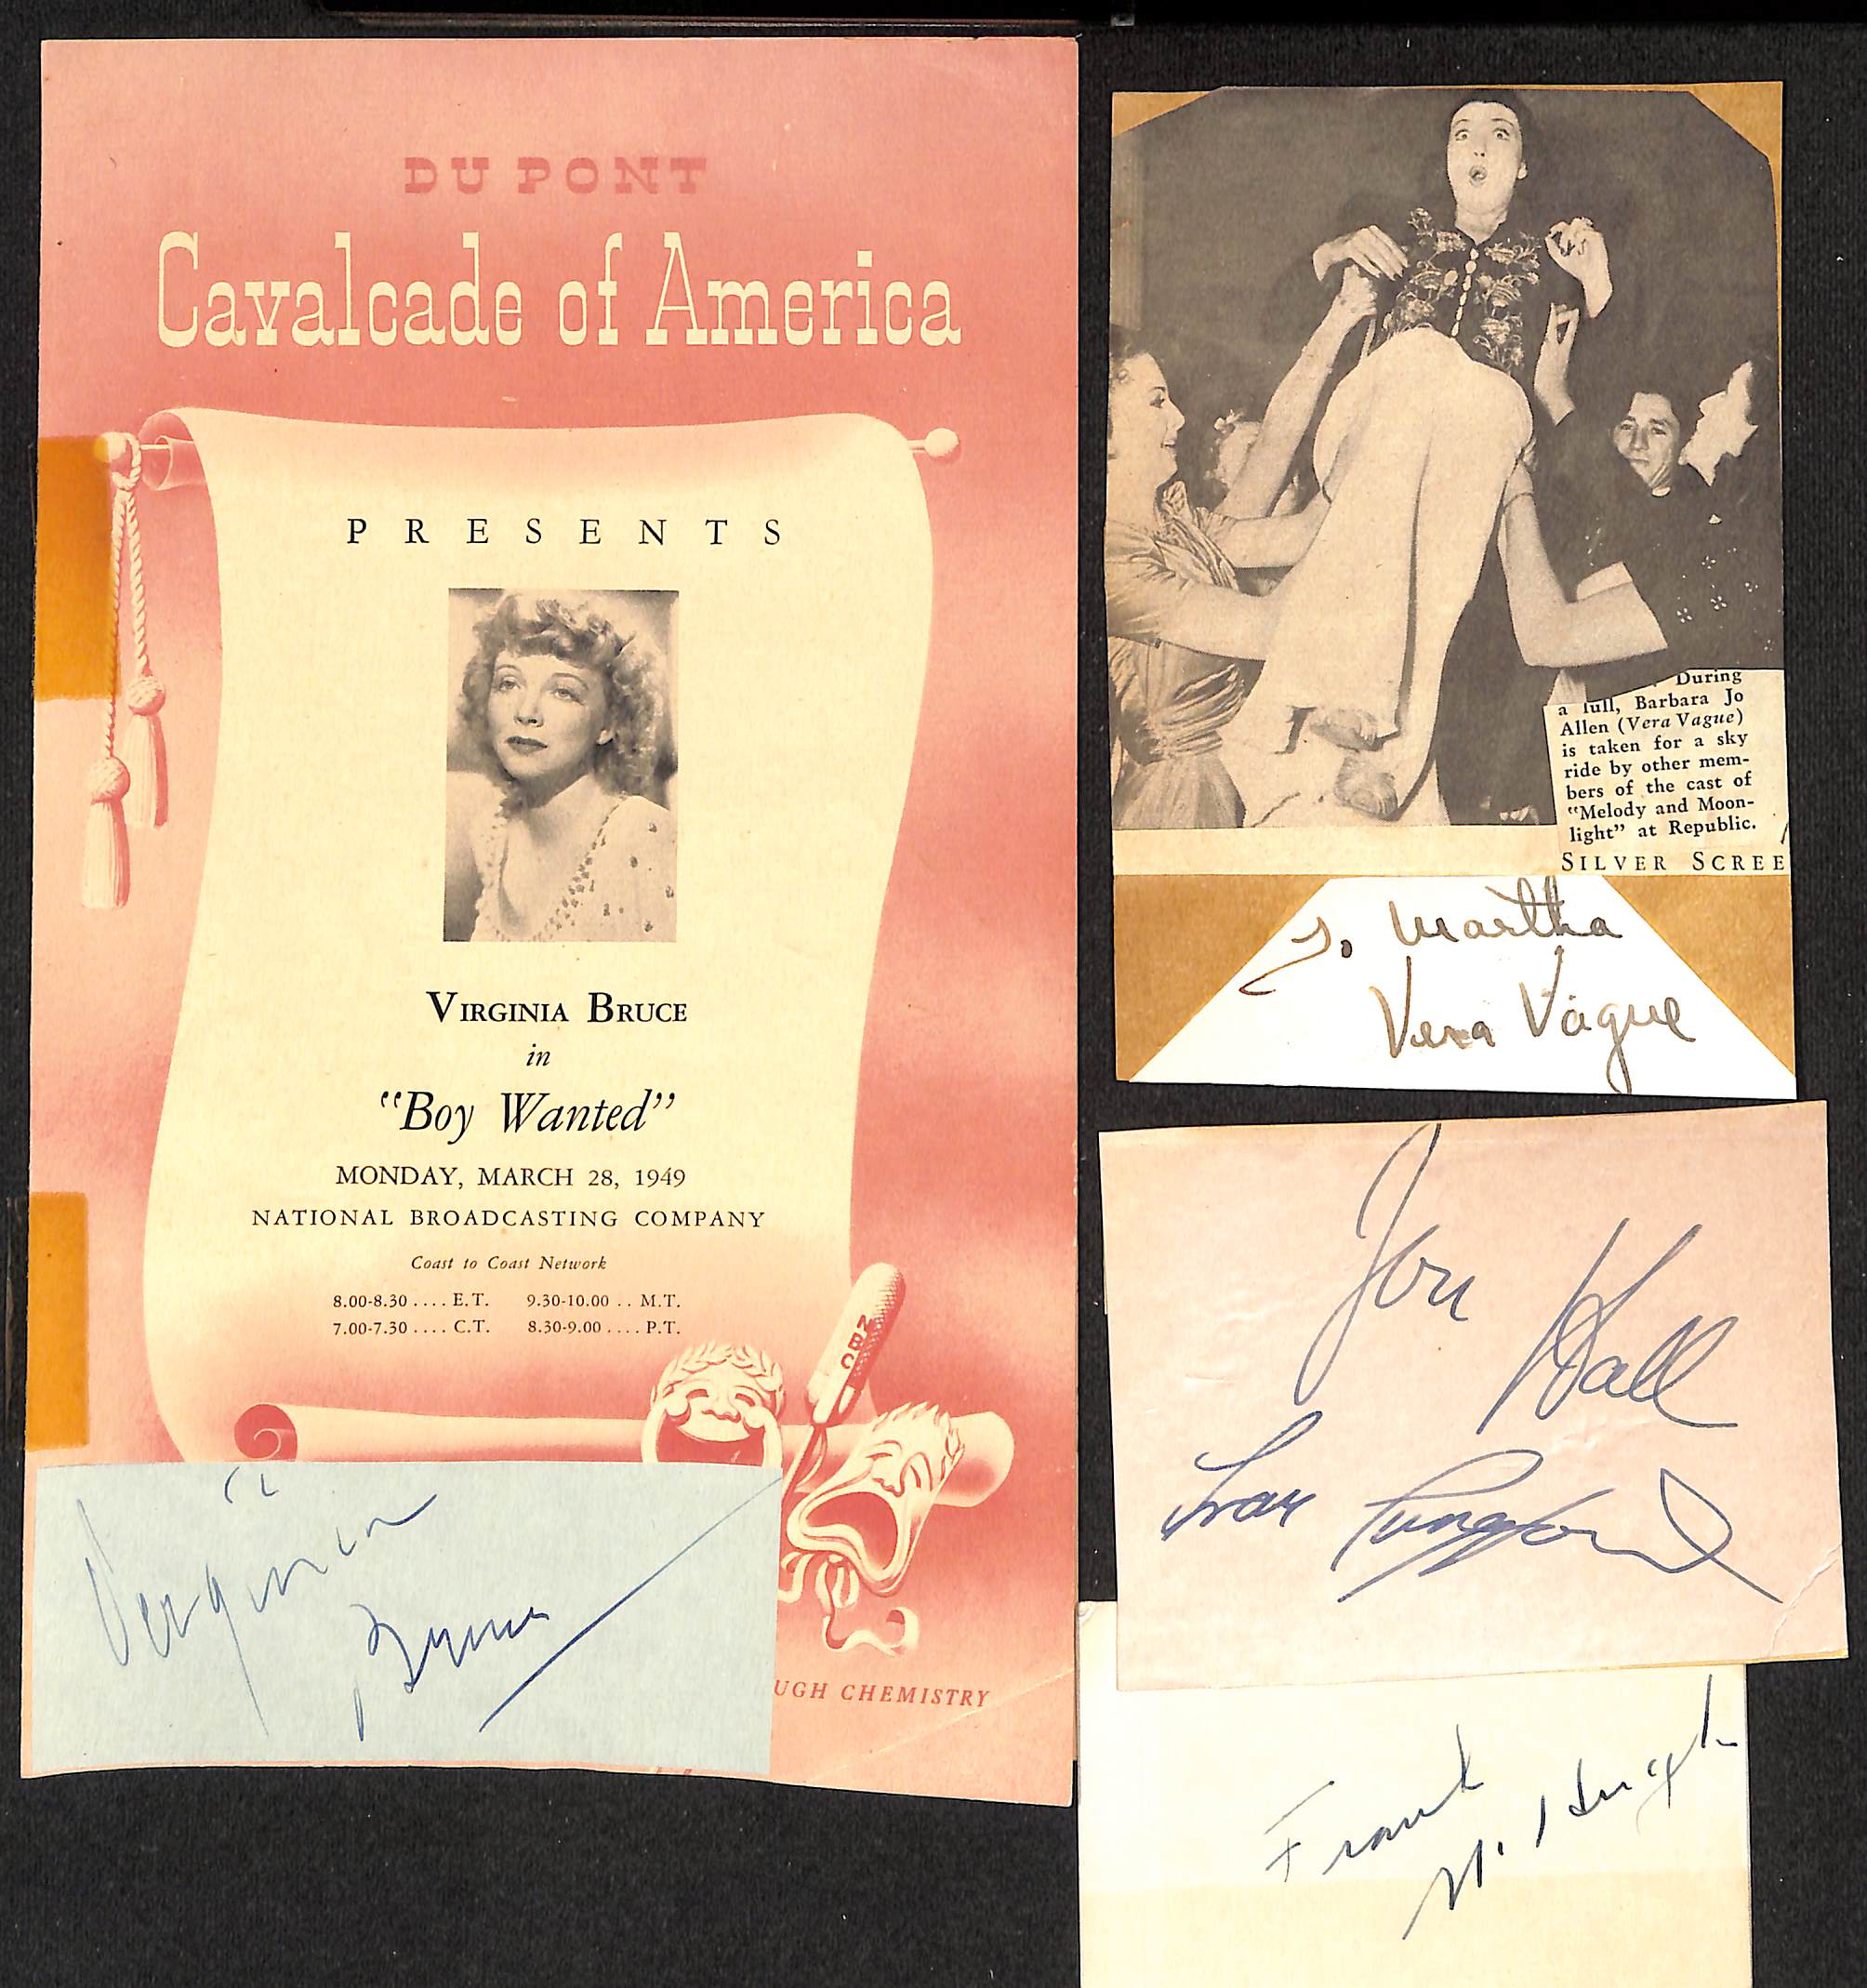 DU PONT
Cavalcade of America
PRESENTS
VIRGINIA BRUCE
in
"Boy Wanted"
MONDAY, MARCH 28, 1949
NATIONAL BROADCASTING COMPANY
Coast to Coast Network
8.00-8.30 .... E.T. 9.30-10.00 .. M.T.
7.00-7.30 .... C.T. 8.30-9.00 .... P.T.
NBC
Virginia
Bruce
UGH CHEMISTRY
During
a lull, Barbara Jo
Allen (Vera Vague)
is taken for a sky
ride by other mem-
bers of the cast of
"Melody and Moon-
light" at Republic.
SILVER SCREE
To Martha
Vera Vague
Jon Hall
Fran
Frank
McHugh